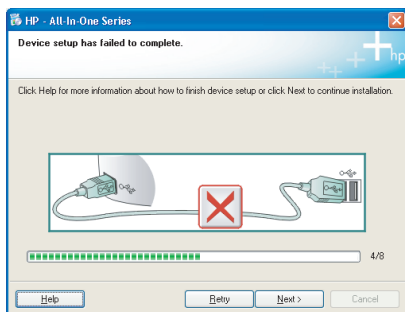 HP - All-In-One Series
Device setup has failed to complete.
hp
Click Help for more information about how to finish device setup or click Next to continue installation.
4/8
Help
Retry
Next >
Cancel